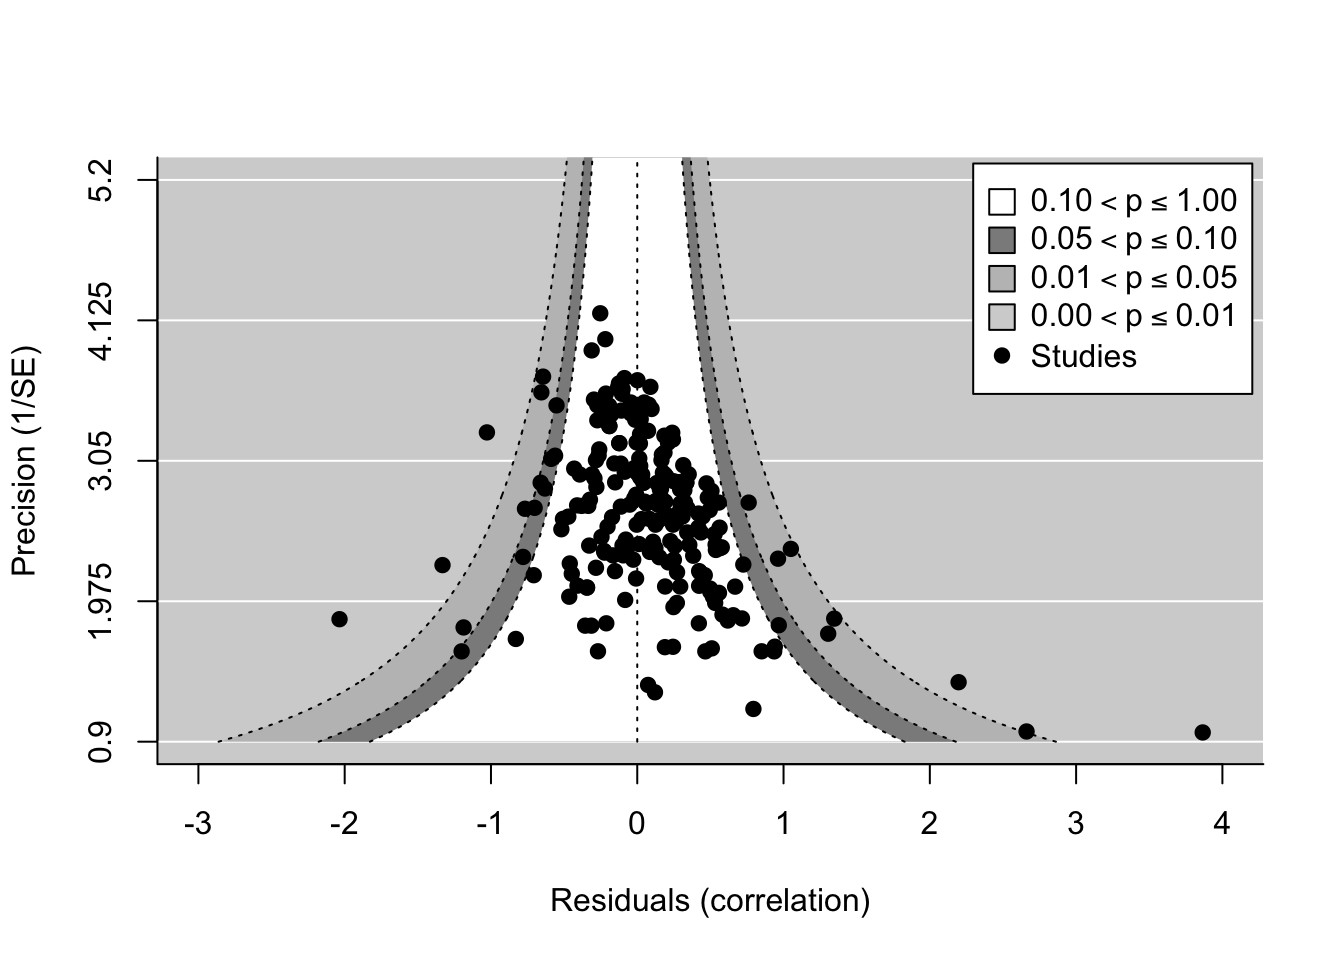 5.2
4.125
3.05
1.975
0.9
Precision (1/SE)
0.10 < p ≤ 1.00
0.05 < p ≤ 0.10
0.01 < p ≤ 0.05
0.00 < p ≤ 0.01
Studies
-3 -2 -1 0 1 2 3 4
Residuals (correlation)